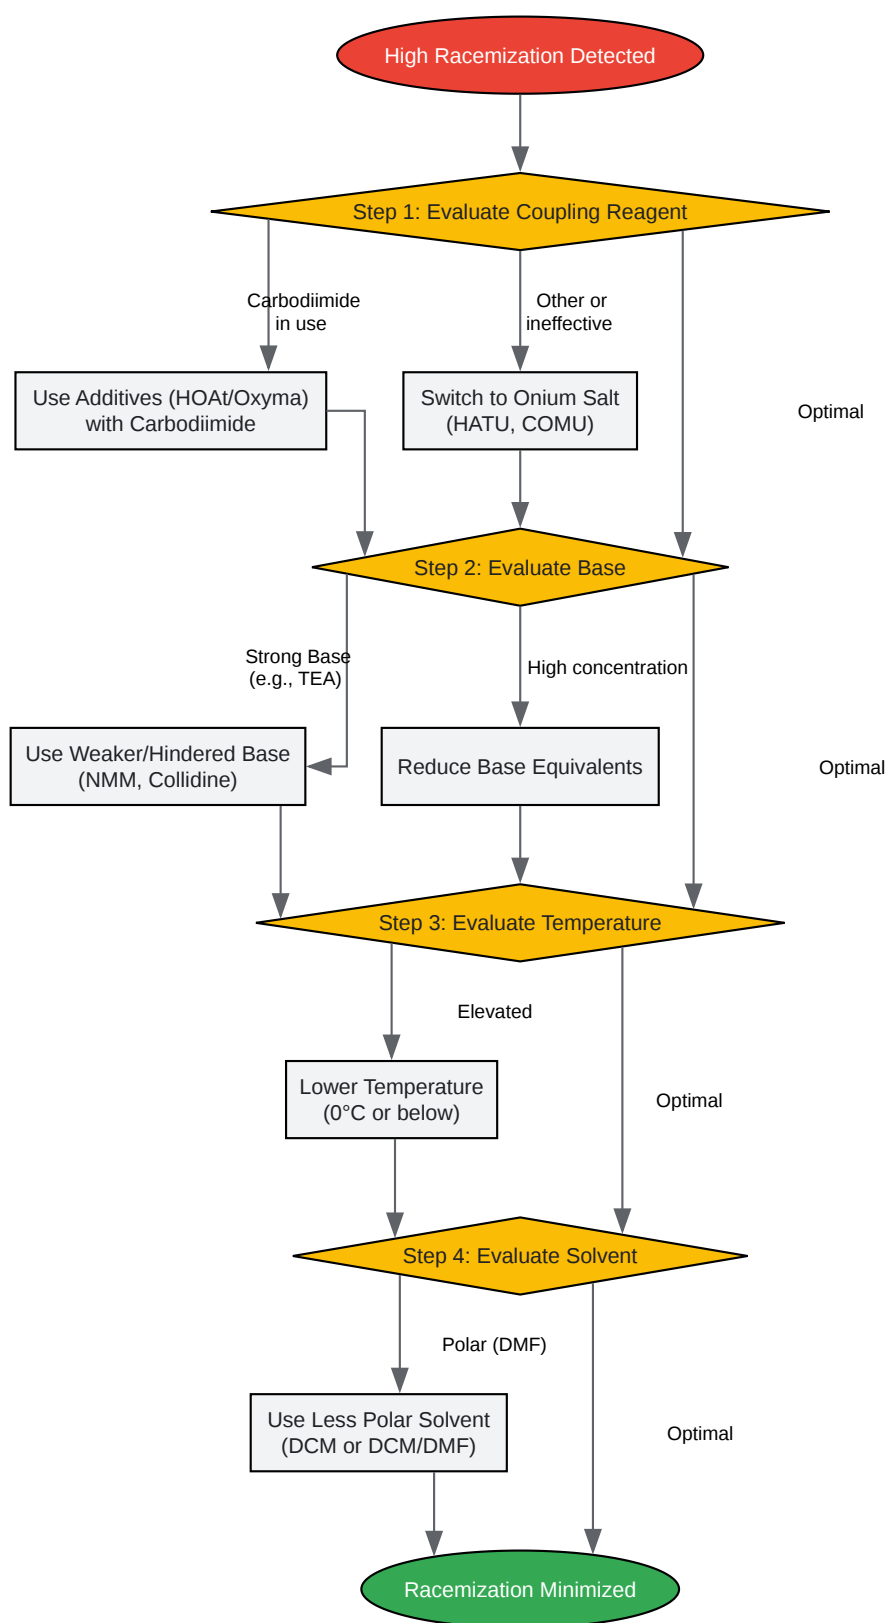 High Racemization Detected
Step 1: Evaluate Coupling Reagent
Carbodiimide
in use
Other or
ineffective
Use Additives (HOAt/Oxyma)
with Carbodiimide
Switch to Onium Salt
(HATU, COMU)
Optimal
Step 2: Evaluate Base
Strong Base
(e.g., TEA)
High concentration
Use Weaker/Hindered Base
(NMM, Collidine)
Reduce Base Equivalents
Optimal
Step 3: Evaluate Temperature
Elevated
Lower Temperature
(0°C or below)
Optimal
Step 4: Evaluate Solvent
Polar (DMF)
Use Less Polar Solvent
(DCM or DCM/DMF)
Optimal
Racemization Minimized